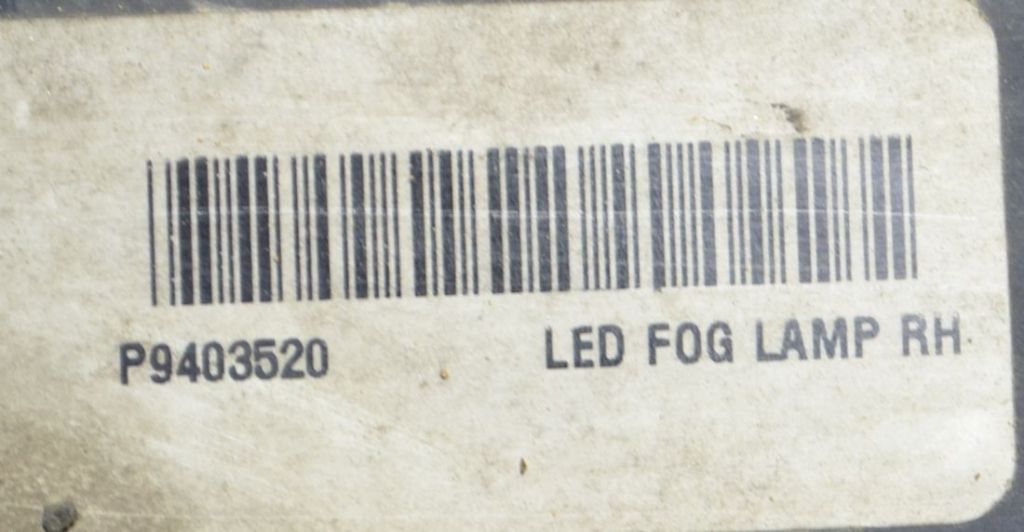 P9403520 LED FOG LAMP RH